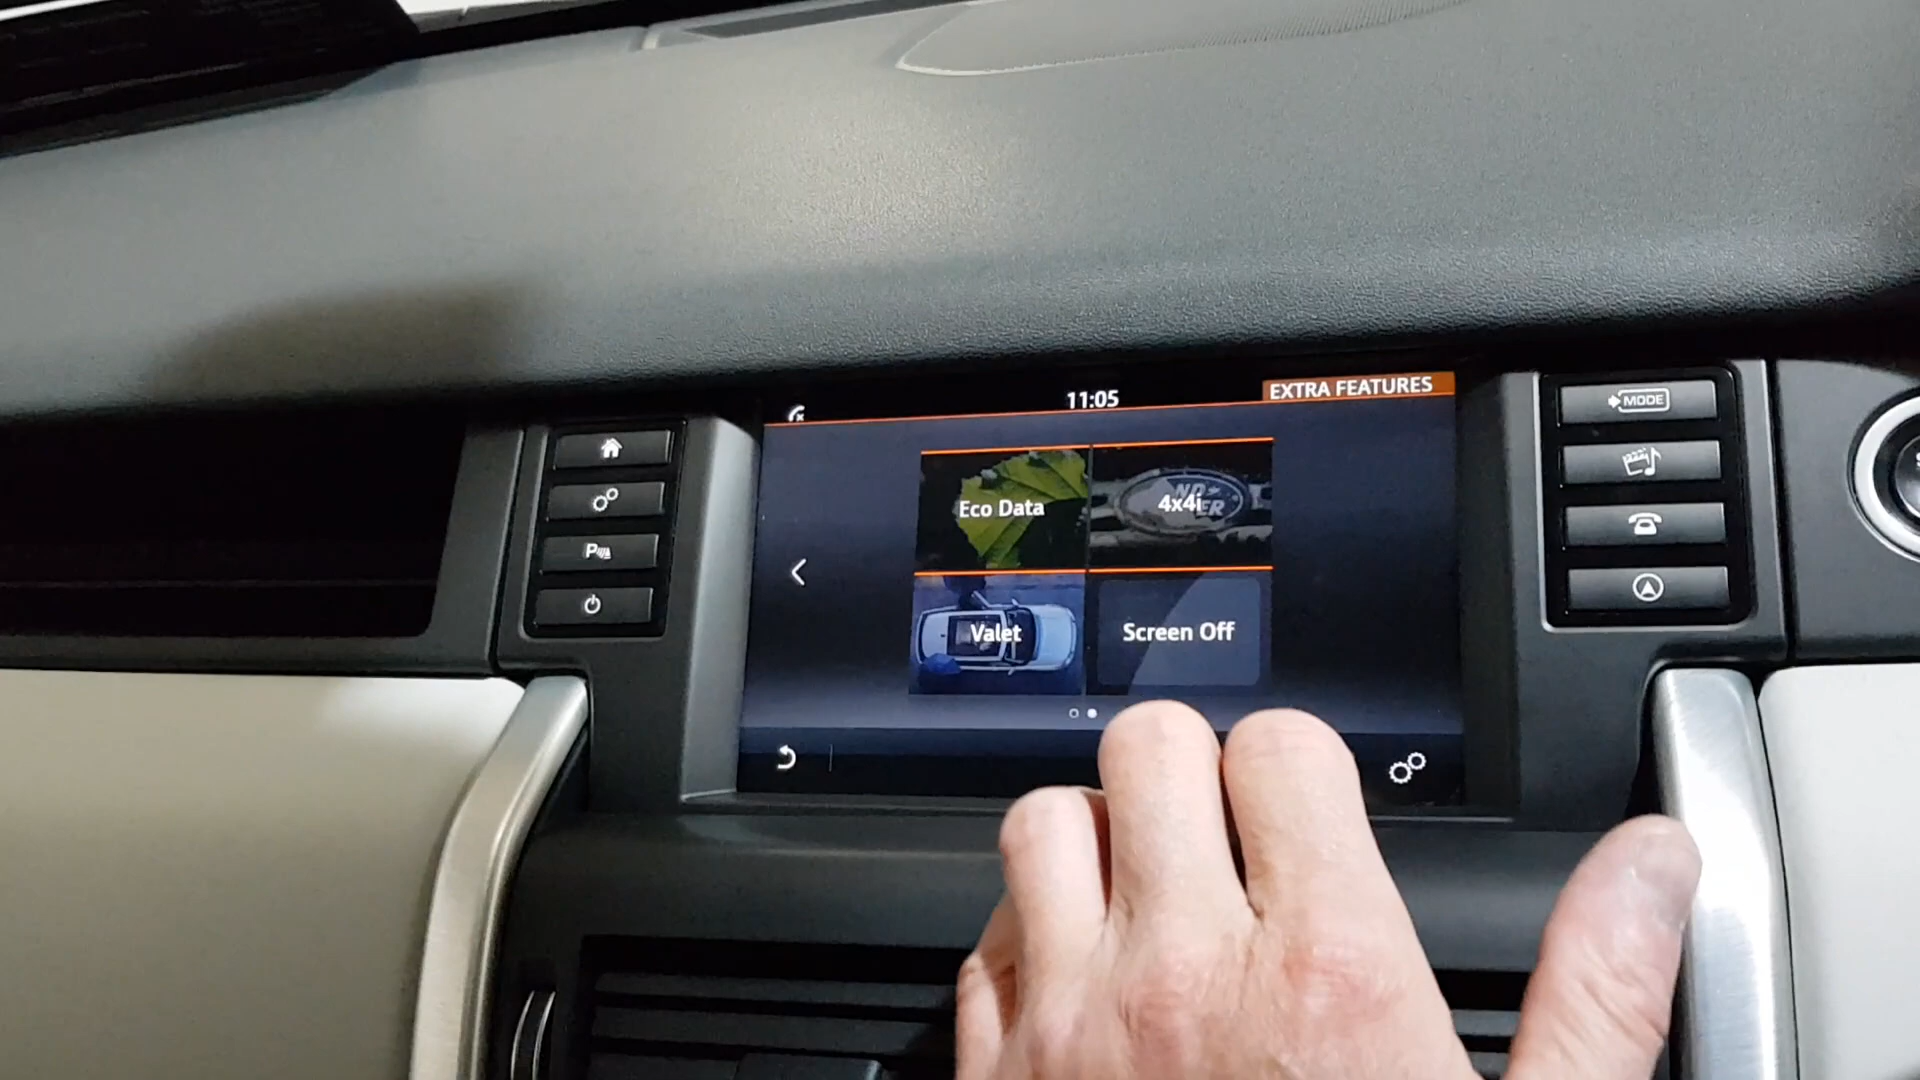 11:05
EXTRA FEATURES
Eco Data
4x4i
Valet
Screen Off
MODE
P